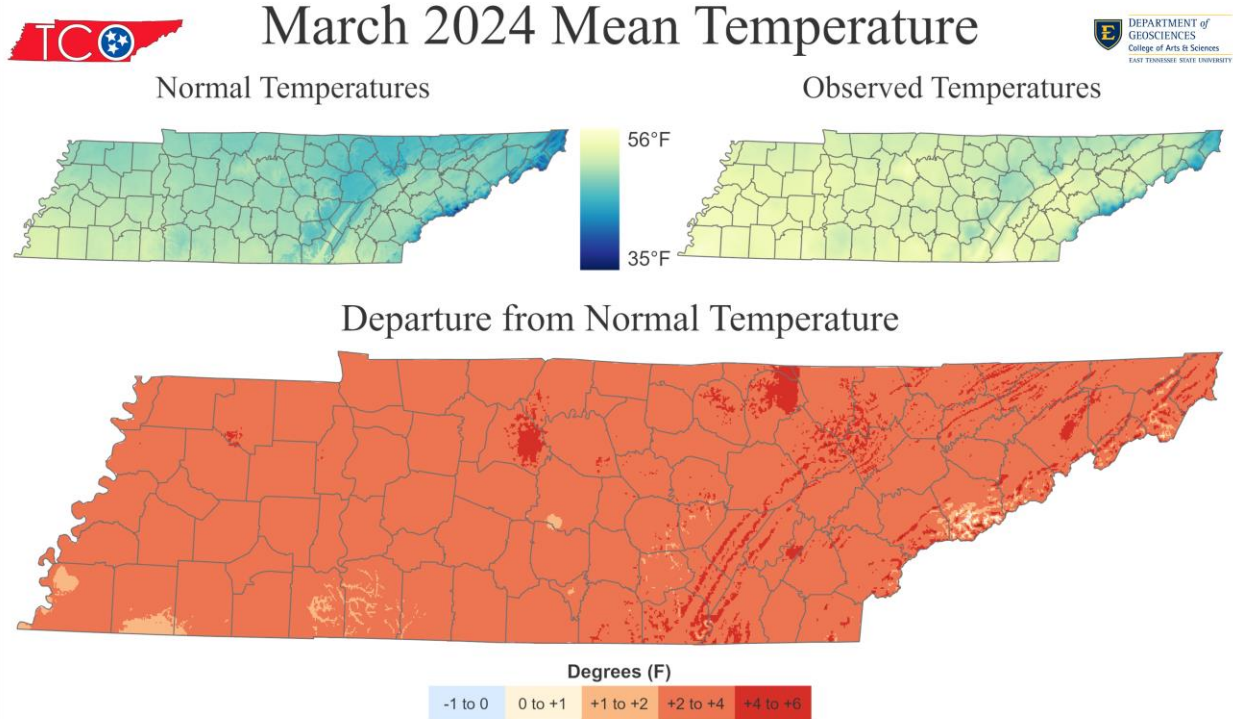 TCO
March 2024 Mean Temperature
DEPARTMENT of
GEOSCIENCES
College of Arts & Sciences
EAST TENNESSEE STATE UNIVERSITY
Normal Temperatures
Observed Temperatures
56°F
35°F
Departure from Normal Temperature
Degrees (F)
-1 to 0
0 to +1
+1 to +2
+2 to +4
+4 to +6